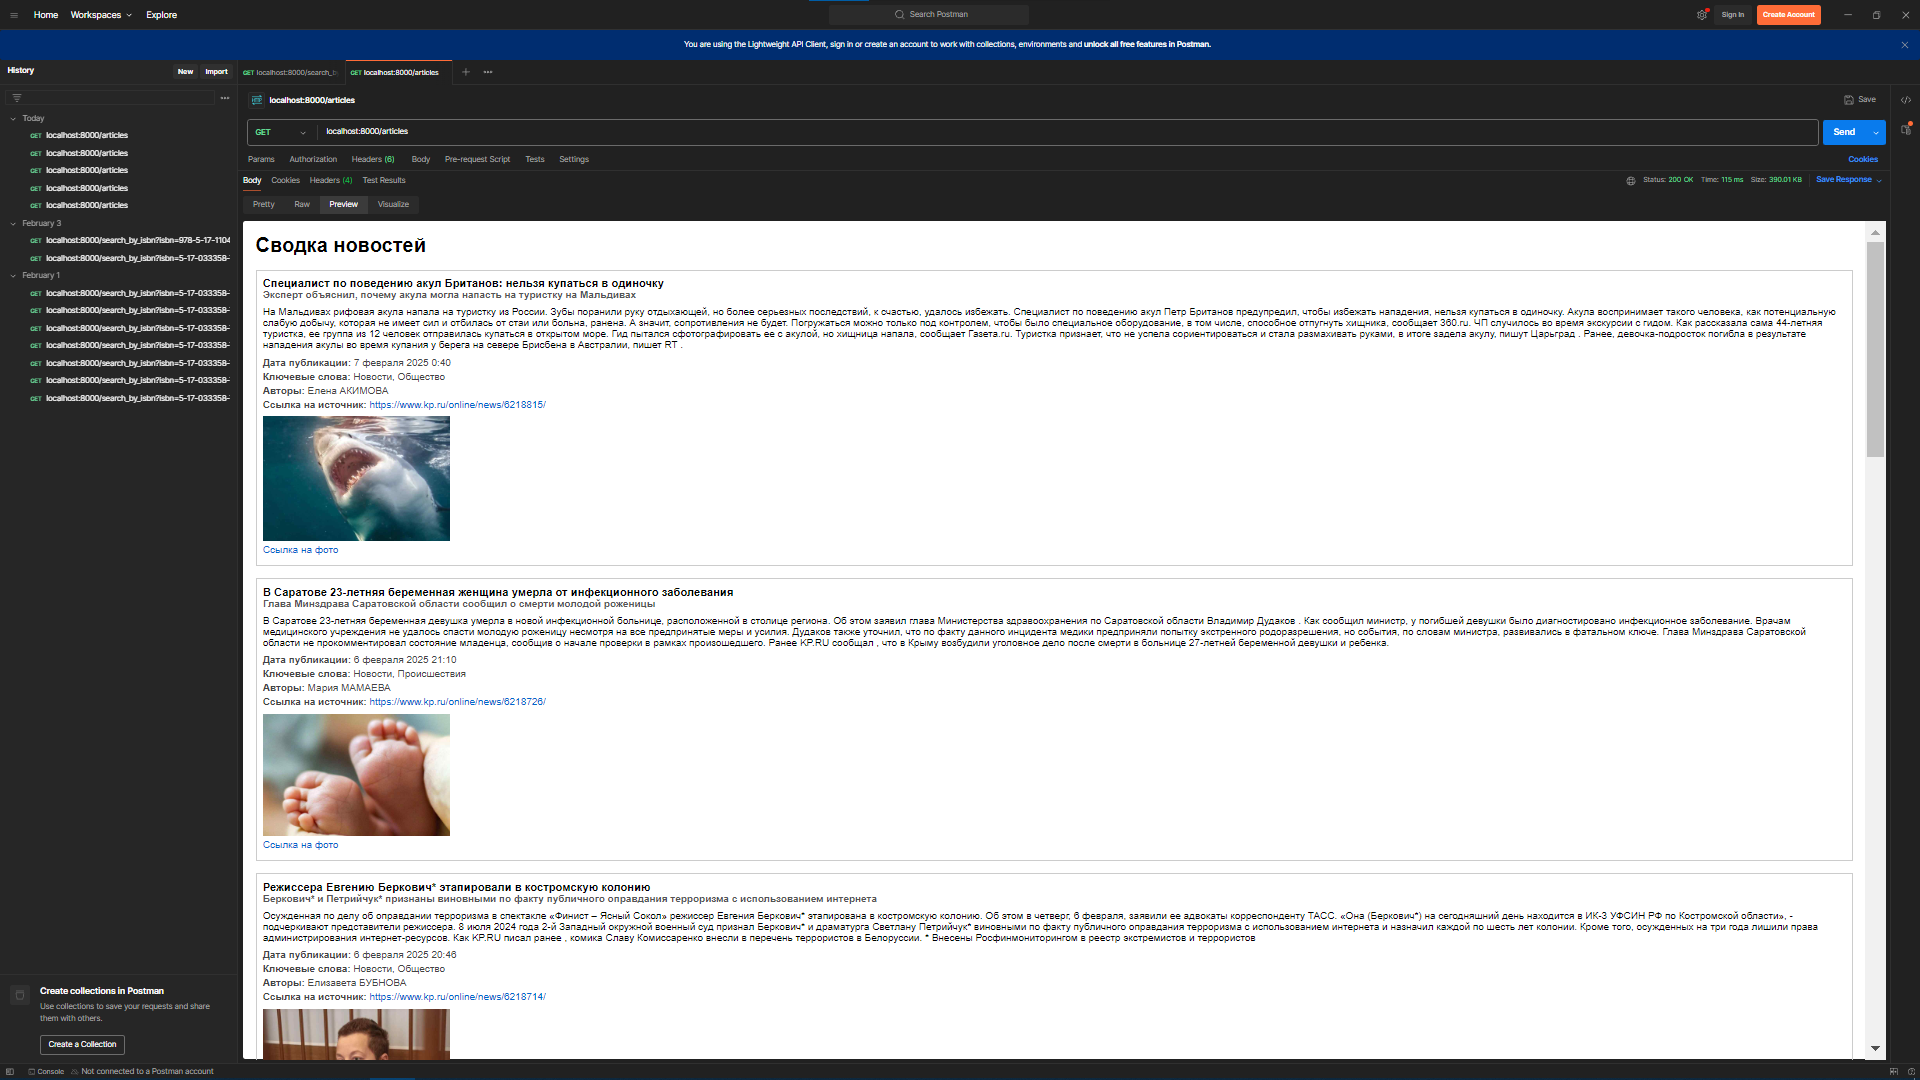 Home Workspaces Explore
Search Postman
Sign In Create Account
You are using the Lightweight API Client, sign in or create an account to work with collections, environments and unlock all free features in Postman.
History
New Import
Today
GET localhost:8000/articles
GET localhost:8000/articles
GET localhost:8000/articles
GET localhost:8000/articles
GET localhost:8000/articles
February 3
GET localhost:8000/search_by_isbn?isbn=978-5-17-1104
GET localhost:8000/search_by_isbn?isbn=5-17-033358-
February 1
GET localhost:8000/search_by_isbn?isbn=5-17-033358-
GET localhost:8000/search_by_isbn?isbn=5-17-033358-
GET localhost:8000/search_by_isbn?isbn=5-17-033358-
GET localhost:8000/search_by_isbn?isbn=5-17-033358-
GET localhost:8000/search_by_isbn?isbn=5-17-033358-
GET localhost:8000/search_by_isbn?isbn=5-17-033358-
GET localhost:8000/search_by_isbn?isbn=5-17-033358-
Create collections in Postman
Use collections to save your requests and share
them with others.
Create a Collection
GET localhost:8000/search_b
GET localhost:8000/articles
HTTP localhost:8000/articles
Save
GET localhost:8000/articles
Send
Params Authorization Headers (6) Body Pre-request Script Tests Settings
Cookies
Body Cookies Headers (4) Test Results
Status: 200 OK Time: 115 ms Size: 390.01 KB Save Response
Pretty Raw Preview Visualize
Сводка новостей
Специалист по поведению акул Британов: нельзя купаться в одиночку
Эксперт объяснил, почему акула могла напасть на туристку на Мальдивах
На Мальдивах рифовая акула напала на туристку из России. Зубы поранили руку отдыхающей, но более серьезных последствий, к счастью, удалось избежать. Специалист по поведению акул Петр Британов предупредил, чтобы избежать нападения, нельзя купаться в одиночку. Акула воспринимает такого человека, как потенциальную
слабую добычу, которая не имеет сил и отбилась от стаи или больна, ранена. А значит, сопротивления не будет. Погружаться можно только под контролем, чтобы было специальное оборудование, в том числе, способное отпугнуть хищника, сообщает 360.ru. ЧП случилось во время экскурсии с гидом. Как рассказала сама 44-летняя
туристка, ее группа из 12 человек отправилась купаться в открытом море. Гид пытался сфотографировать ее с акулой, но хищница напала, сообщает Газета.ru. Туристка признает, что не успела сориентироваться и стала размахивать руками, в итоге задела акулу, пишут Царьград . Ранее, девочка-подросток погибла в результате
нападения акулы во время купания у берега на севере Брисбена в Австралии, пишет RT .
Дата публикации: 7 февраля 2025 0:40
Ключевые слова: Новости, Общество
Авторы: Елена АКИМОВА
Ссылка на источник: https://www.kp.ru/online/news/6218815/
Ссылка на фото
В Саратове 23-летняя беременная женщина умерла от инфекционного заболевания
Глава Минздрава Саратовской области сообщил о смерти молодой роженицы
В Саратове 23-летняя беременная девушка умерла в новой инфекционной больнице, расположенной в столице региона. Об этом заявил глава Министерства здравоохранения по Саратовской области Владимир Дудаков . Как сообщил министр, у погибшей девушки было диагностировано инфекционное заболевание. Врачам
медицинского учреждения не удалось спасти молодую роженицу несмотря на все предпринятые меры и усилия. Дудаков также уточнил, что по факту данного инцидента медики предприняли попытку экстренного родоразрешения, но события, по словам министра, развивались в фатальном ключе. Глава Минздрава Саратовской
области не прокомментировал состояние младенца, сообщив о начале проверки в рамках произошедшего. Ранее KP.RU сообщал , что в Крыму возбудили уголовное дело после смерти в больнице 27-летней беременной девушки и ребенка.
Дата публикации: 6 февраля 2025 21:10
Ключевые слова: Новости, Происшествия
Авторы: Мария МАМАЕВА
Ссылка на источник: https://www.kp.ru/online/news/6218726/
Ссылка на фото
Режиссера Евгению Беркович* этапировали в костромскую колонию
Беркович* и Петрийчук* признаны виновными по факту публичного оправдания терроризма с использованием интернета
Осужденная по делу об оправдании терроризма в спектакле «Финист – Ясный Сокол» режиссер Евгения Беркович* этапирована в костромскую колонию. Об этом в четверг, 6 февраля, заявили ее адвокаты корреспонденту ТАСС. «Она (Беркович*) на сегодняшний день находится в ИК-3 УФСИН РФ по Костромской области», -
подчеркивают представители режиссера. 8 июля 2024 года 2-й Западный окружной военный суд признал Беркович* и драматурга Светлану Петрийчук* виновными по факту публичного оправдания терроризма с использованием интернета и назначил каждой по шесть лет колонии. Кроме того, осужденных на три года лишили права
администрирования интернет-ресурсов. Как KP.RU писал ранее , комика Славу Комиссаренко внесли в перечень террористов в Белоруссии. * Внесены Росфинмониторингом в реестр экстремистов и террористов
Дата публикации: 6 февраля 2025 20:46
Ключевые слова: Новости, Общество
Авторы: Елизавета БУБНОВА
Ссылка на источник: https://www.kp.ru/online/news/6218714/
Console Not connected to a Postman account